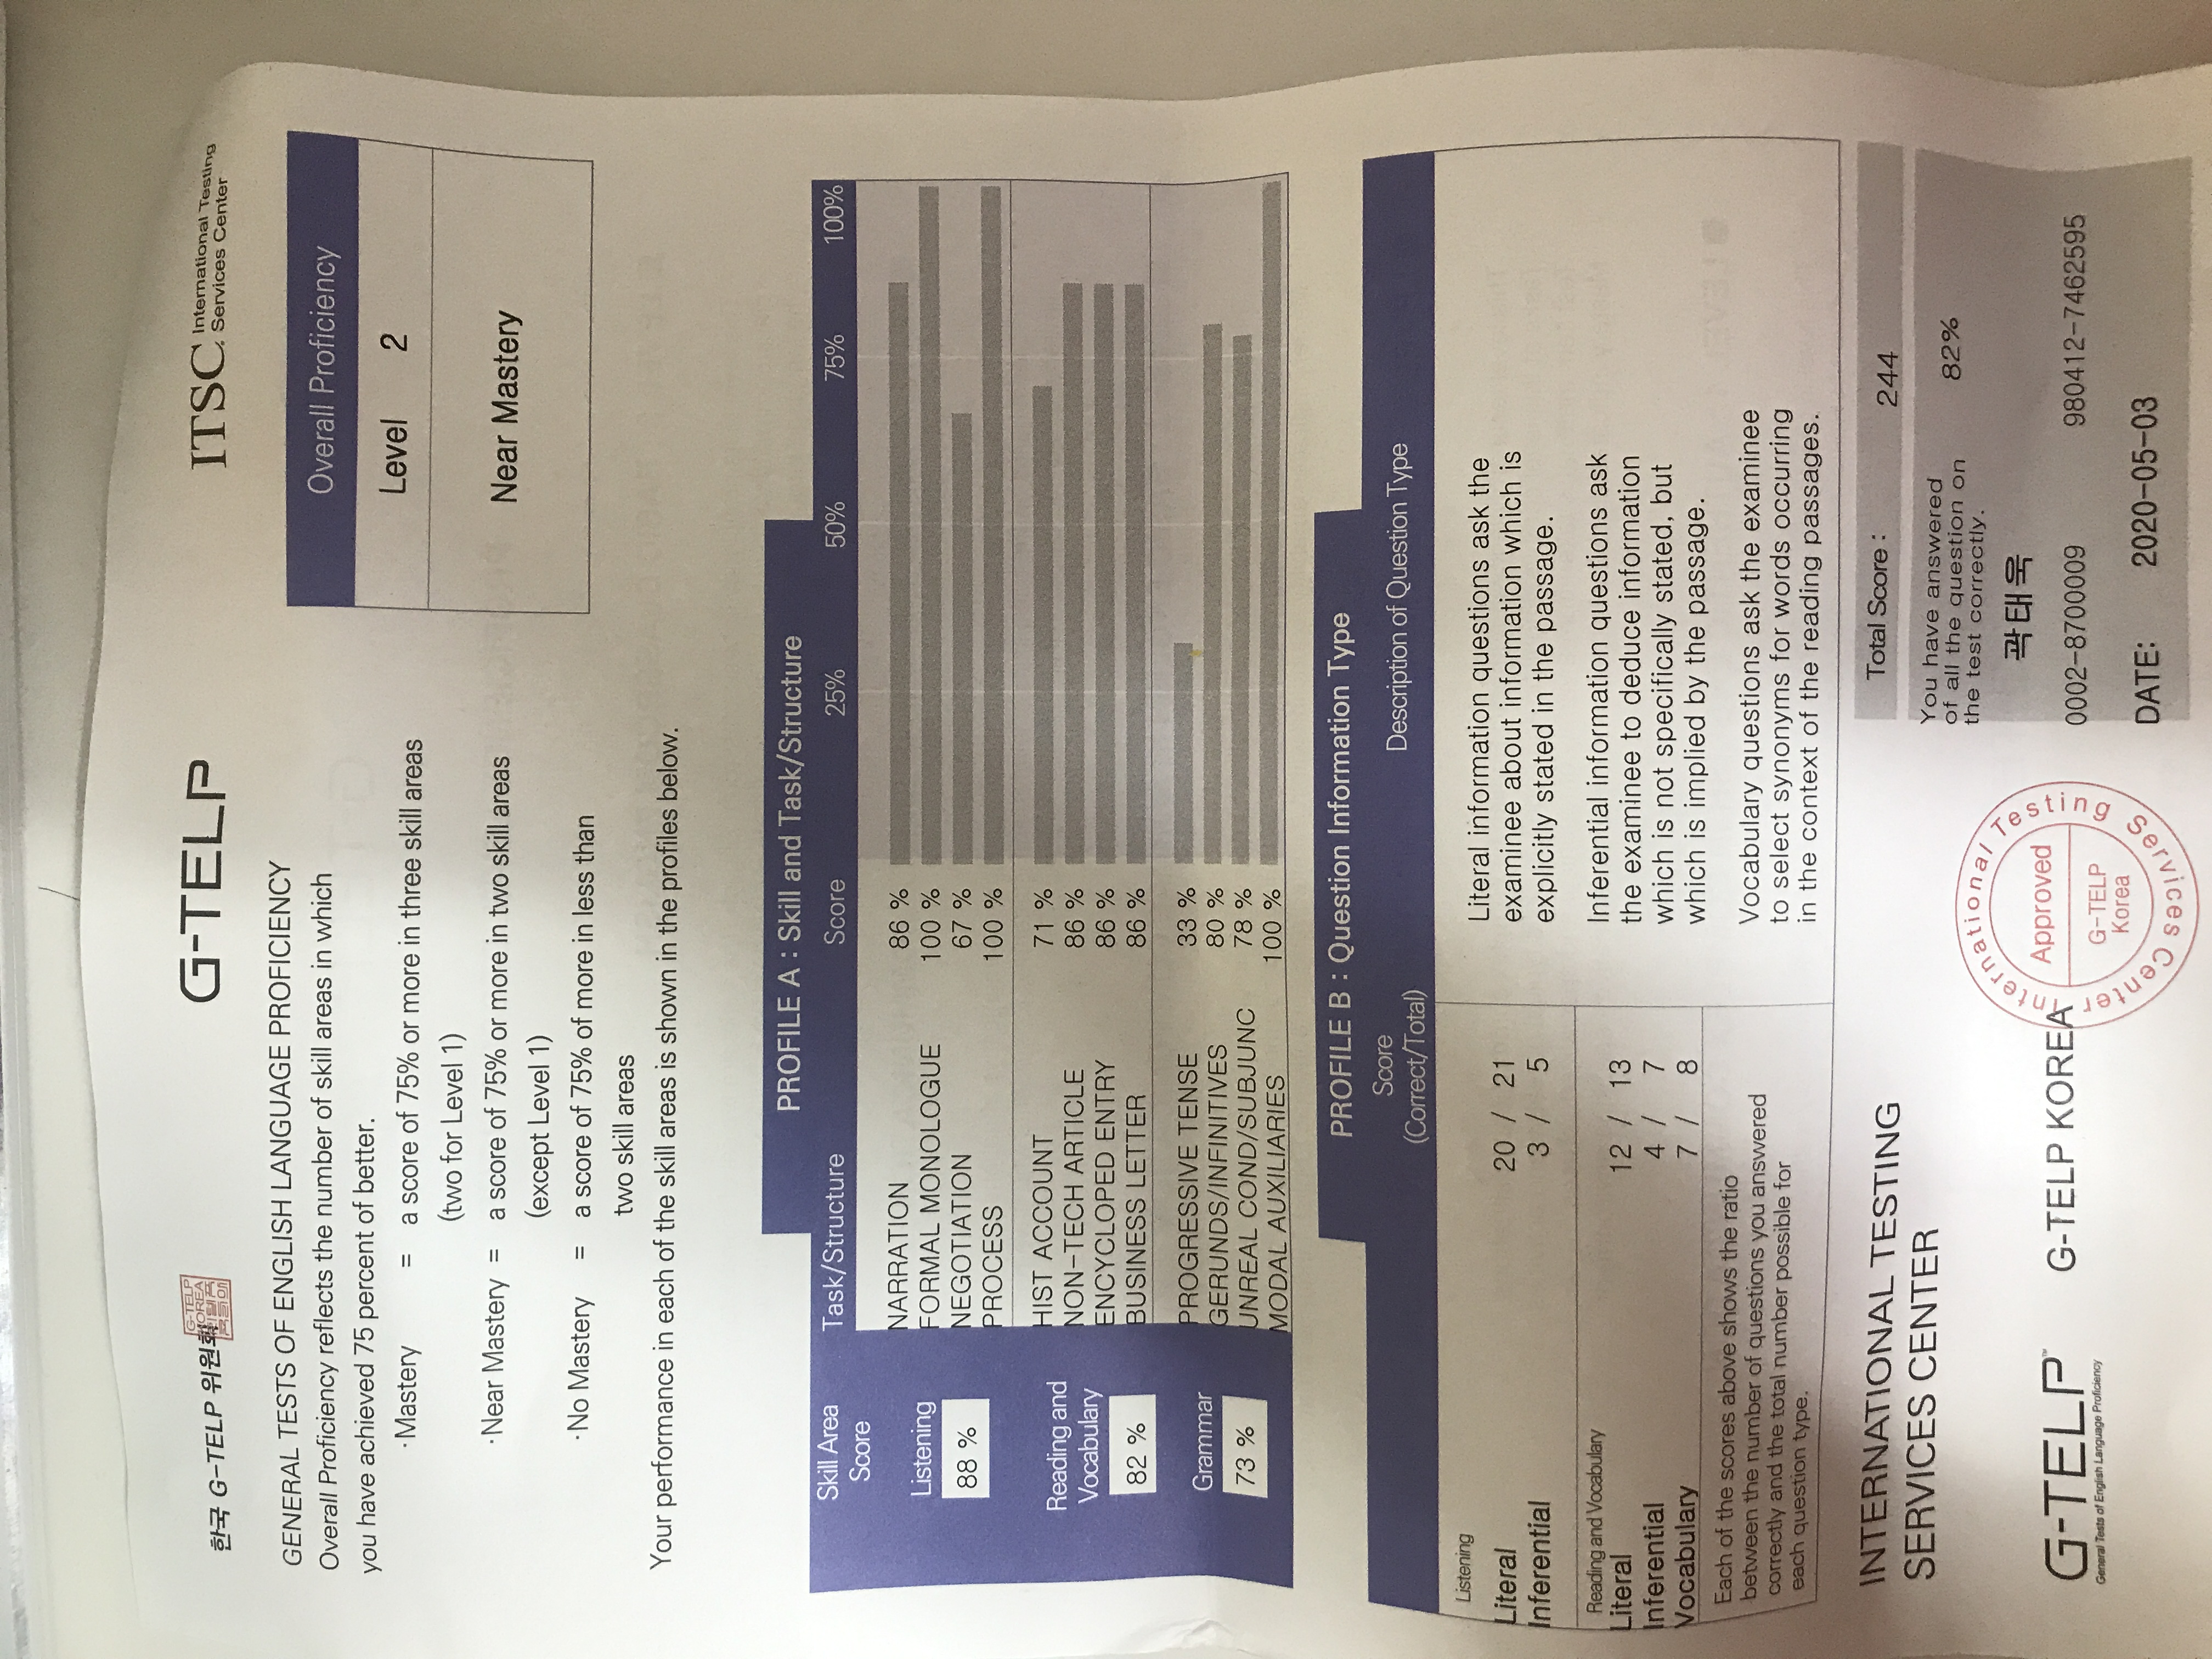 한국 G-TELP 위원회
G-TELP
KOREA
G-TELP
ITSC International Testing
Services Center
GENERAL TESTS OF ENGLISH LANGUAGE PROFICIENCY
Overall Proficiency reflects the number of skill areas in which
you have achieved 75 percent of better.
·Mastery = a score of 75% or more in three skill areas
(two for Level 1)
·Near Mastery = a score of 75% or more in two skill areas
(except Level 1)
·No Mastery = a score of 75% of more in less than
two skill areas
Your performance in each of the skill areas is shown in the profiles below.
Overall Proficiency
Level 2
Near Mastery
PROFILE A : Skill and Task/Structure
Skill Area
Score
Task/Structure Score 25% 50% 75% 100%
Listening
88 %
NARRATION 86 %
FORMAL MONOLOGUE 100 %
NEGOTIATION 67 %
PROCESS 100 %
Reading and
Vocabulary
82 %
HIST ACCOUNT 71 %
NON-TECH ARTICLE 86 %
ENCYCLOPED ENTRY 86 %
BUSINESS LETTER 86 %
Grammar
73 %
PROGRESSIVE TENSE 33 %
GERUNDS/INFINITIVES 80 %
UNREAL COND/SUBJUNC 78 %
MODAL AUXILIARIES 100 %
PROFILE B : Question Information Type
Score
(Correct/Total)
Description of Question Type
Listening
Literal 20 / 21
Inferential 3 / 5
Reading and Vocabulary
Literal 12 / 13
Inferential 4 / 7
Vocabulary 7 / 8
Each of the scores above shows the ratio
between the number of questions you answered
correctly and the total number possible for
each question type.
Literal information questions ask the
examinee about information which is
explicitly stated in the passage.
Inferential information questions ask
the examinee to deduce information
which is not specifically stated, but
which is implied by the passage.
Vocabulary questions ask the examinee
to select synonyms for words occurring
in the context of the reading passages.
INTERNATIONAL TESTING
SERVICES CENTER
G-TELP™
General Tests of English Language Proficiency
G-TELP KOREA
International Testing Services Center
Approved
G-TELP
Korea
Total Score : 244
You have answered
of all the question on 82%
the test correctly.
곽태욱
0002-8700009 980412-7462595
DATE: 2020-05-03